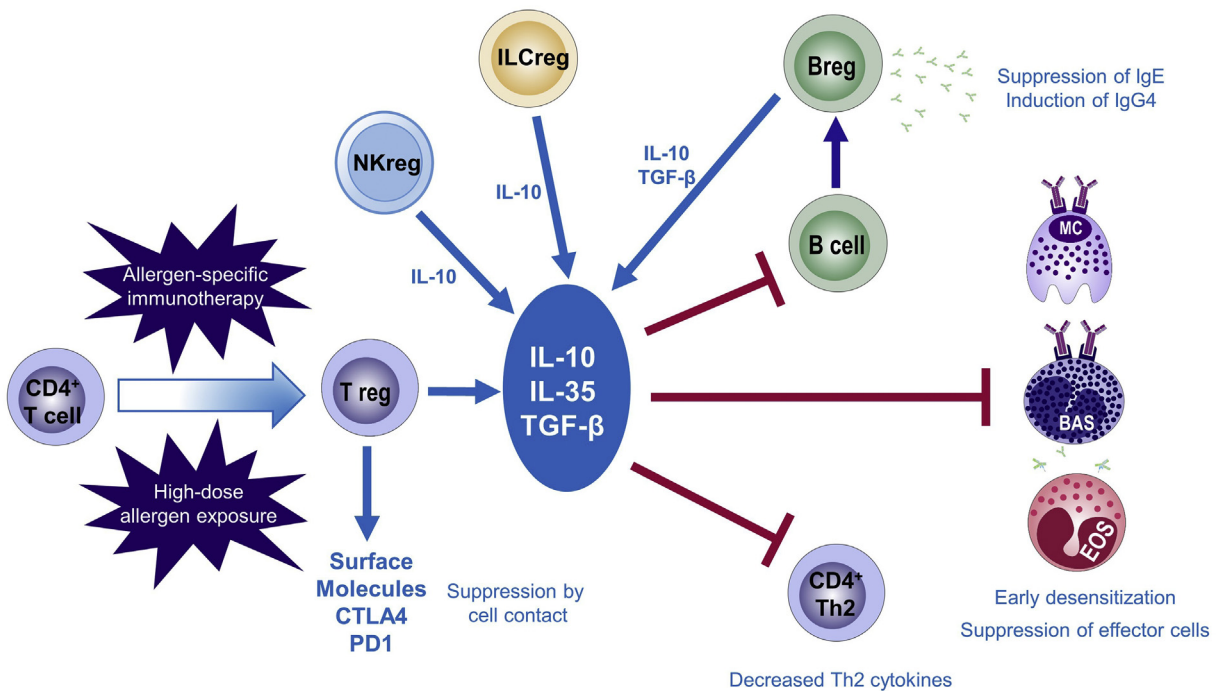 ILCreg
Breg
Suppression of IgE
Induction of IgG4
NKreg
IL-10
TGF-β
IL-10
MC
B cell
Allergen-specific
immunotherapy
IL-10
IL-10
IL-35
TGF-β
CD4⁺
T cell
T reg
BAS
High-dose
allergen exposure
EOS
Surface
Molecules
CTLA4
PD1
Suppression by
cell contact
CD4⁺
Th2
Early desensitization
Suppression of effector cells
Decreased Th2 cytokines